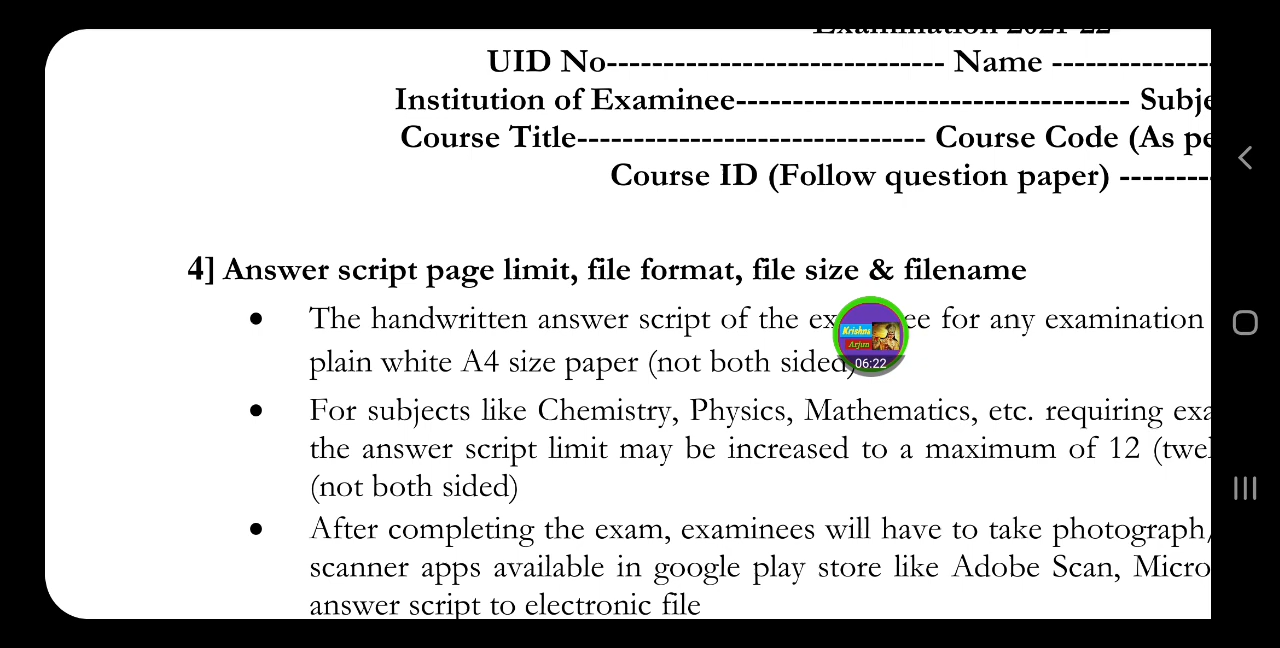 Examination 2021-22
UID No------------------------------ Name ---------------
Institution of Examinee----------------------------------- Subje
Course Title------------------------------- Course Code (As pe
Course ID (Follow question paper) --------
4] Answer script page limit, file format, file size & filename
The handwritten answer script of the ex ee for any examination
Krishna
Arjun
plain white A4 size paper (not both sided)
06:22
For subjects like Chemistry, Physics, Mathematics, etc. requiring exa
the answer script limit may be increased to a maximum of 12 (twel
(not both sided)
After completing the exam, examinees will have to take photograph/
scanner apps available in google play store like Adobe Scan, Micro
answer script to electronic file